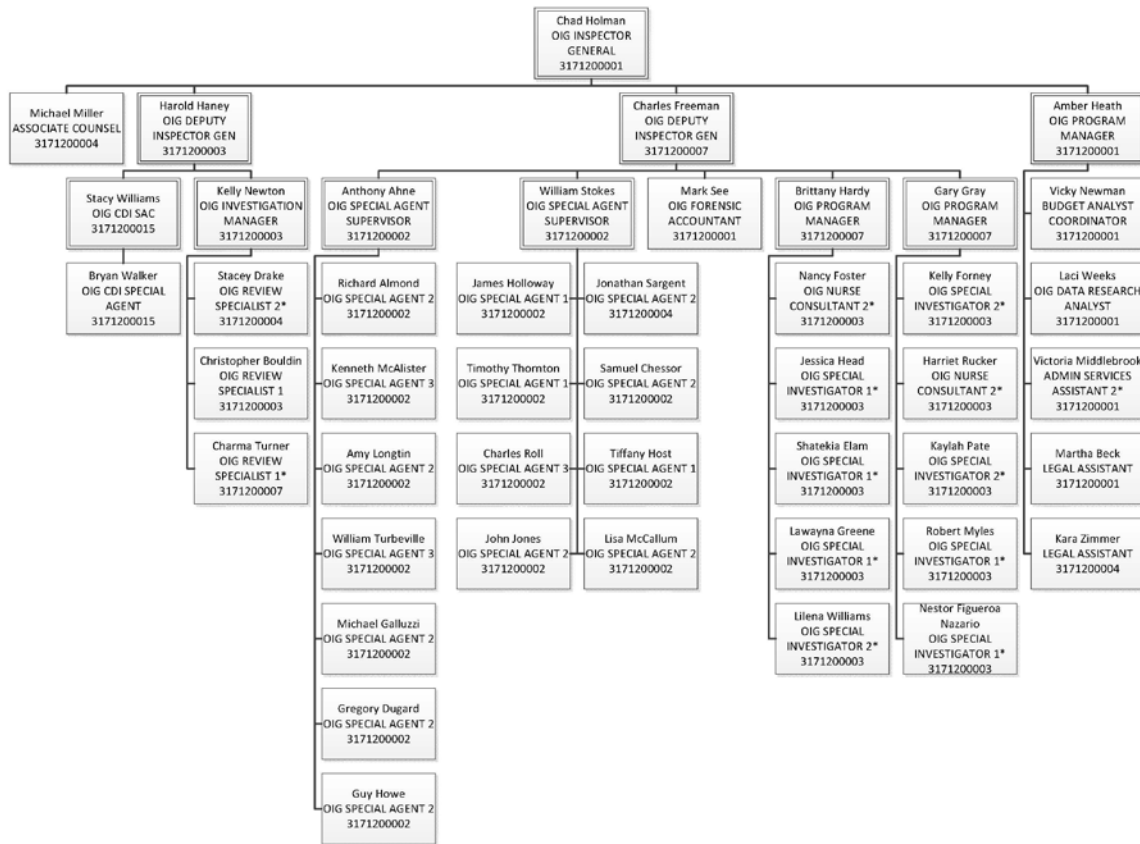 Chad Holman
OIG INSPECTOR
GENERAL
3171200001
Michael Miller
ASSOCIATE COUNSEL
3171200004
Harold Haney
OIG DEPUTY
INSPECTOR GEN
3171200003
Charles Freeman
OIG DEPUTY
INSPECTOR GEN
3171200007
Amber Heath
OIG PROGRAM
MANAGER
3171200001
Stacy Williams
OIG CDI SAC
3171200015
Kelly Newton
OIG INVESTIGATION
MANAGER
3171200003
Anthony Ahne
OIG SPECIAL AGENT
SUPERVISOR
3171200002
William Stokes
OIG SPECIAL AGENT
SUPERVISOR
3171200002
Mark See
OIG FORENSIC
ACCOUNTANT
3171200001
Brittany Hardy
OIG PROGRAM
MANAGER
3171200007
Gary Gray
OIG PROGRAM
MANAGER
3171200007
Vicky Newman
BUDGET ANALYST
COORDINATOR
3171200001
Bryan Walker
OIG CDI SPECIAL
AGENT
3171200015
Stacey Drake
OIG REVIEW
SPECIALIST 2*
3171200004
Richard Almond
OIG SPECIAL AGENT 2
3171200002
James Holloway
OIG SPECIAL AGENT 1
3171200002
Jonathan Sargent
OIG SPECIAL AGENT 2
3171200004
Nancy Foster
OIG NURSE
CONSULTANT 2*
3171200003
Kelly Forney
OIG SPECIAL
INVESTIGATOR 2*
3171200003
Laci Weeks
OIG DATA RESEARCH
ANALYST
3171200001
Christopher Bouldin
OIG REVIEW
SPECIALIST 1
3171200003
Kenneth McAlister
OIG SPECIAL AGENT 3
3171200002
Timothy Thornton
OIG SPECIAL AGENT 1
3171200002
Samuel Chessor
OIG SPECIAL AGENT 2
3171200002
Jessica Head
OIG SPECIAL
INVESTIGATOR 1*
3171200003
Harriet Rucker
OIG NURSE
CONSULTANT 2*
3171200003
Victoria Middlebrook
ADMIN SERVICES
ASSISTANT 2*
3171200001
Charma Turner
OIG REVIEW
SPECIALIST 1*
3171200007
Amy Longtin
OIG SPECIAL AGENT 2
3171200002
Charles Roll
OIG SPECIAL AGENT 3
3171200002
Tiffany Host
OIG SPECIAL AGENT 1
3171200002
Shatekia Elam
OIG SPECIAL
INVESTIGATOR 1*
3171200003
Kaylah Pate
OIG SPECIAL
INVESTIGATOR 2*
3171200003
Martha Beck
LEGAL ASSISTANT
3171200001
William Turbeville
OIG SPECIAL AGENT 3
3171200002
John Jones
OIG SPECIAL AGENT 2
3171200002
Lisa McCallum
OIG SPECIAL AGENT 2
3171200002
Lawayna Greene
OIG SPECIAL
INVESTIGATOR 1*
3171200003
Robert Myles
OIG SPECIAL
INVESTIGATOR 1*
3171200003
Kara Zimmer
LEGAL ASSISTANT
3171200004
Michael Galluzzi
OIG SPECIAL AGENT 2
3171200002
Lilena Williams
OIG SPECIAL
INVESTIGATOR 2*
3171200003
Nestor Figueroa
Nazario
OIG SPECIAL
INVESTIGATOR 1*
3171200003
Gregory Dugard
OIG SPECIAL AGENT 2
3171200002
Guy Howe
OIG SPECIAL AGENT 2
3171200002